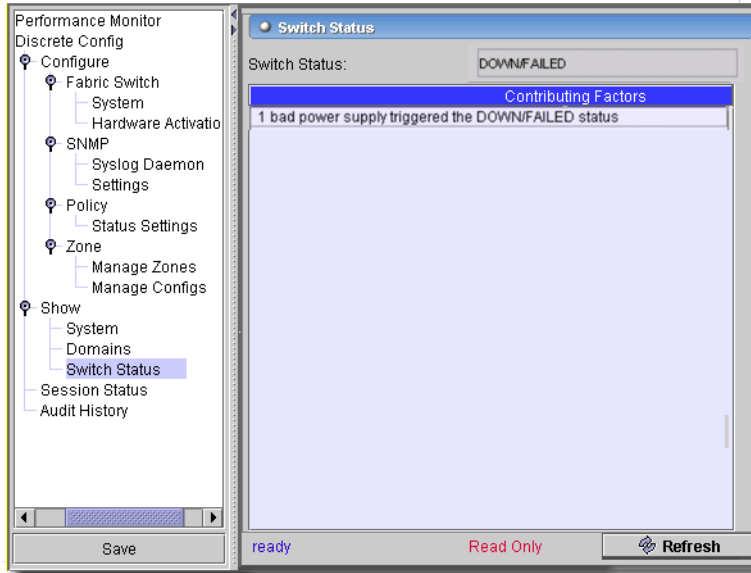 Performance Monitor
Discrete Config
Configure
Fabric Switch
System
Hardware Activatio
SNMP
Syslog Daemon
Settings
Policy
Status Settings
Zone
Manage Zones
Manage Configs
Show
System
Domains
Switch Status
Session Status
Audit History
Save
Switch Status
Switch Status: DOWN/FAILED
Contributing Factors
1 bad power supply triggered the DOWN/FAILED status
ready Read Only Refresh